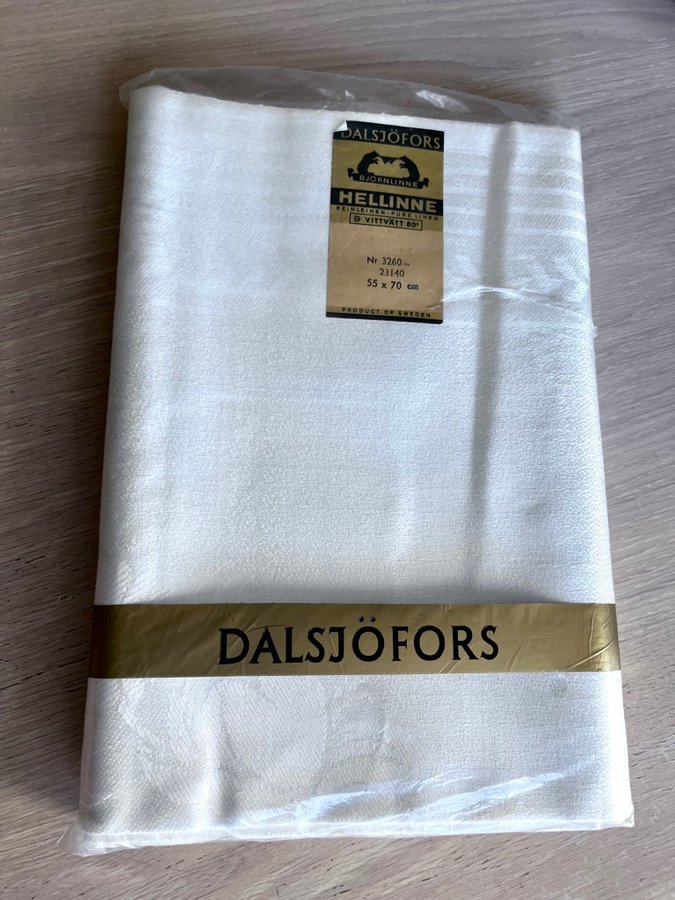 DALSJÖFORS
BJÖRNLINNE
HELLINNE
REINLEINEN - PURE LINEN
VITTVÄTT 80°
Nr 3260
23140
55 x 70 cm
PRODUCT OF SWEDEN
DALSJÖFORS